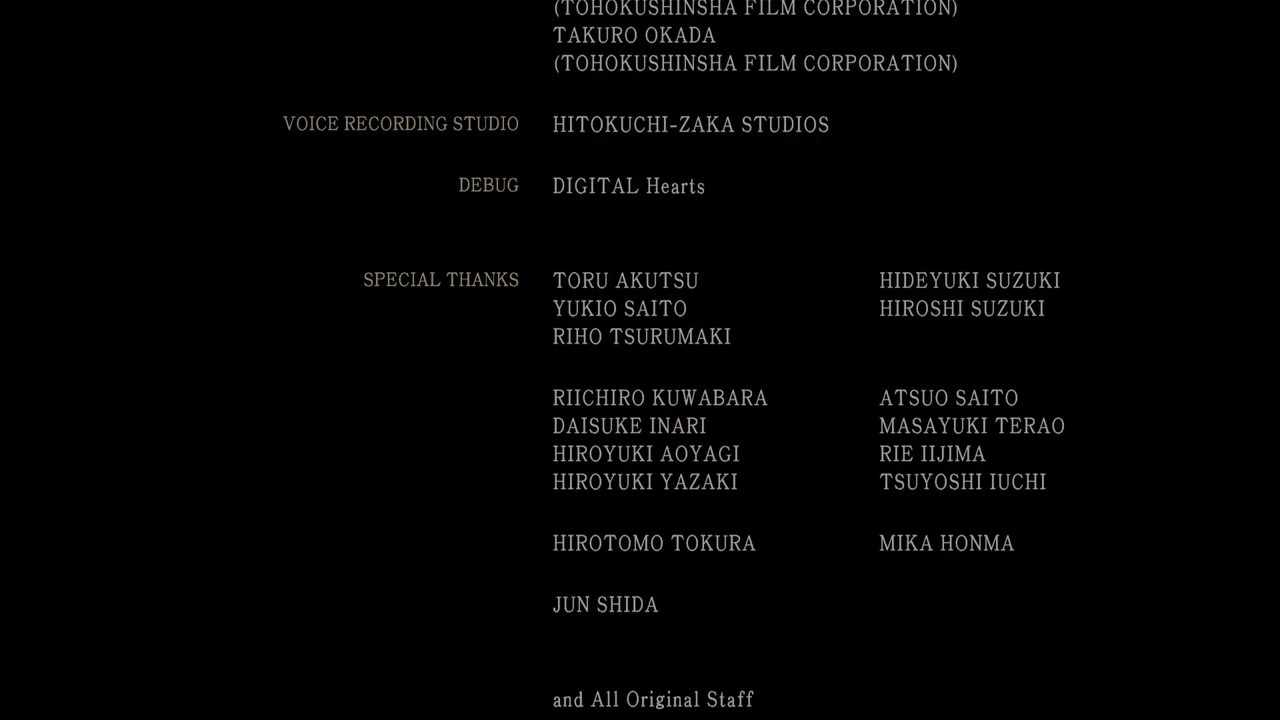 (TOHOKUSHINSHA FILM CORPORATION)
TAKURO OKADA
(TOHOKUSHINSHA FILM CORPORATION)
VOICE RECORDING STUDIO HITOKUCHI-ZAKA STUDIOS
DEBUG DIGITAL Hearts
SPECIAL THANKS TORU AKUTSU HIDEYUKI SUZUKI
YUKIO SAITO HIROSHI SUZUKI
RIHO TSURUMAKI
RIICHIRO KUWABARA ATSUO SAITO
DAISUKE INARI MASAYUKI TERAO
HIROYUKI AOYAGI RIE IIJIMA
HIROYUKI YAZAKI TSUYOSHI IUCHI
HIROTOMO TOKURA MIKA HONMA
JUN SHIDA
and All Original Staff